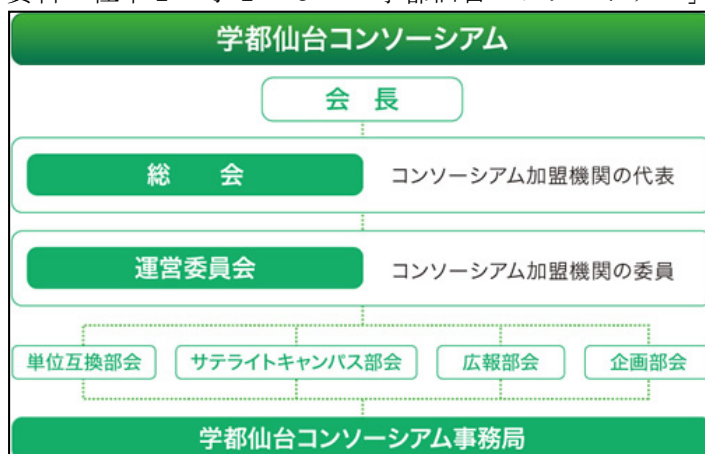 学都仙台コンソーシアム
会 長
総 会 コンソーシアム加盟機関の代表
運営委員会 コンソーシアム加盟機関の委員
単位互換部会 サテライトキャンパス部会 広報部会 企画部会
学都仙台コンソーシアム事務局